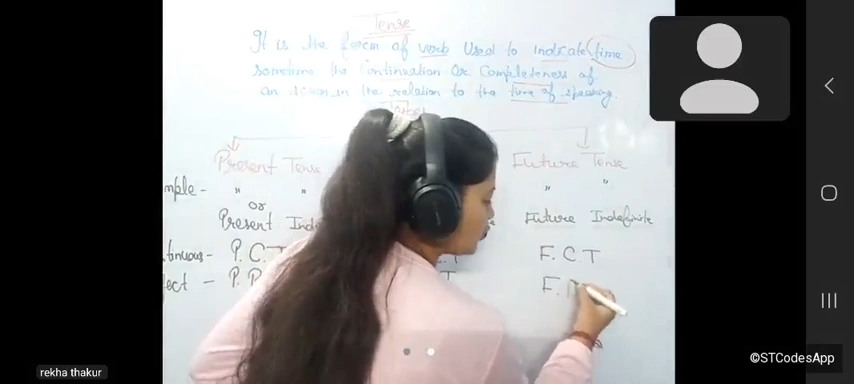 Tense
It is the form of verb Used to indicate time
sometime the Continuation Or Completeness of
an action in the relation to the time of speaking.
Present Tense Future Tense
mple - " " " "
or
Present Ind Future Indefinite
tinuous - P. C. T F. C. T
fect - P. P T F.
rekha thakur
©STCodesApp